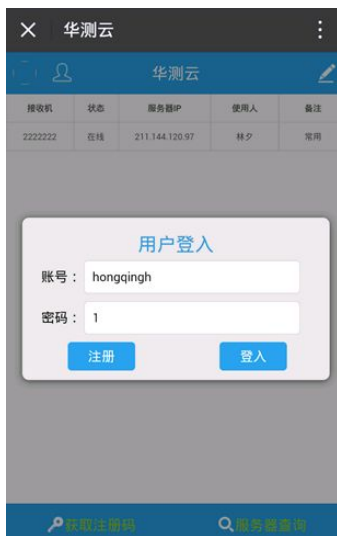 华测云
华测云
接收机 状态 服务器IP 使用人 备注
2222222 在线 211.144.120.97 林夕 常用
用户登入
账号： hongqingh
密码： 1
注册 登入
获取注册码 服务器查询